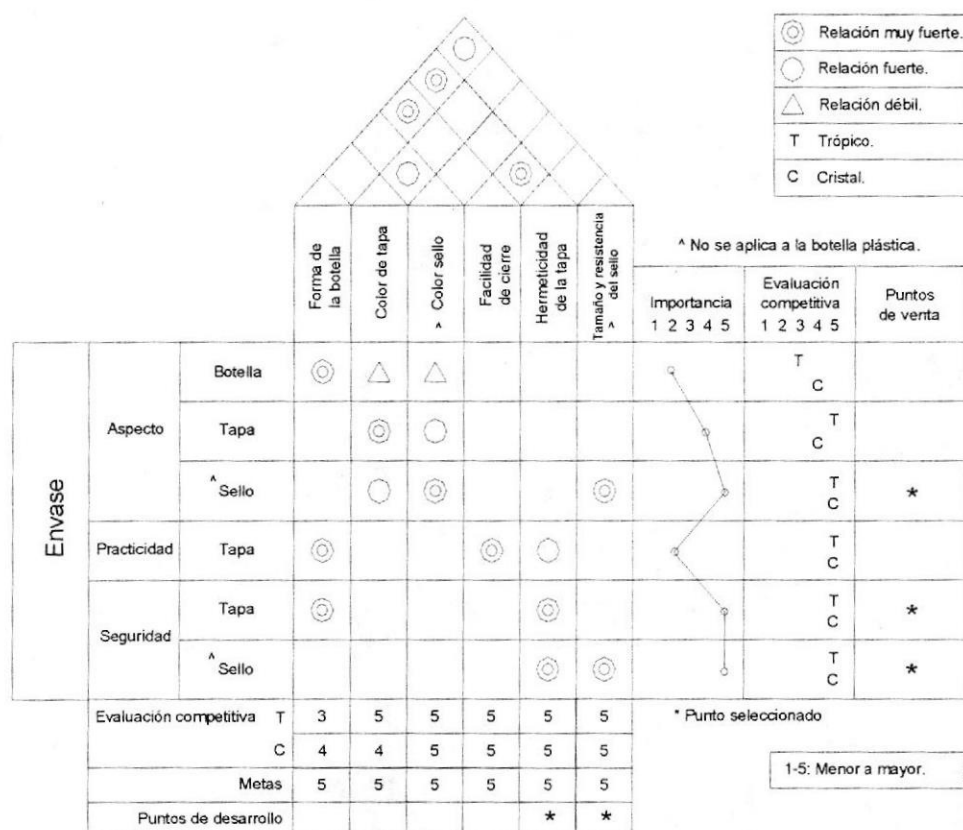 Relación muy fuerte.
Relación fuerte.
Relación débil.
T Trópico.
C Cristal.
^ No se aplica a la botella plástica.
Forma de
la botella
Color de tapa
^ Color sello
Facilidad
de cierre
Hermeticidad
de la tapa
Tamaño y resistencia
del sello
^
Importancia
1 2 3 4 5
Evaluación
competitiva
1 2 3 4 5
Puntos
de venta
Envase
Aspecto
Botella
T
C
Tapa
T
C
^ Sello
T
C
*
Practicidad
Tapa
T
C
Seguridad
Tapa
T
C
*
^ Sello
T
C
*
Evaluación competitiva T 3 5 5 5 5 5
C 4 4 5 5 5 5
Metas 5 5 5 5 5 5
Puntos de desarrollo * *
* Punto seleccionado
1-5: Menor a mayor.